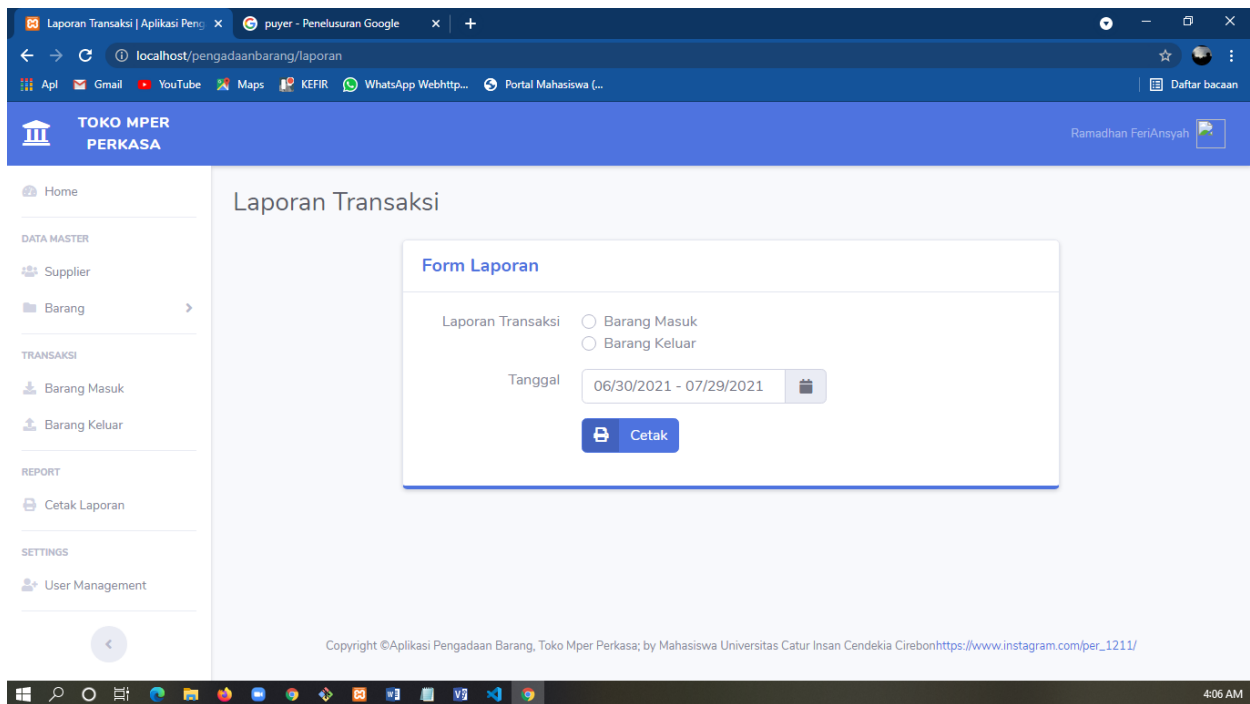 Laporan Transaksi | Aplikasi Peng
puyer - Penelusuran Google
localhost/pengadaanbarang/laporan
Apl
Gmail
YouTube
Maps
KEFIR
WhatsApp Webhttp...
Portal Mahasiswa (...
Daftar bacaan
TOKO MPER
PERKASA
Ramadhan FeriAnsyah
Home
DATA MASTER
Supplier
Barang
TRANSAKSI
Barang Masuk
Barang Keluar
REPORT
Cetak Laporan
SETTINGS
User Management
Laporan Transaksi
Form Laporan
Laporan Transaksi
Barang Masuk
Barang Keluar
Tanggal
06/30/2021 - 07/29/2021
Cetak
Copyright ©Aplikasi Pengadaan Barang, Toko Mper Perkasa; by Mahasiswa Universitas Catur Insan Cendekia Cirebonhttps://www.instagram.com/per_1211/
4:06 AM